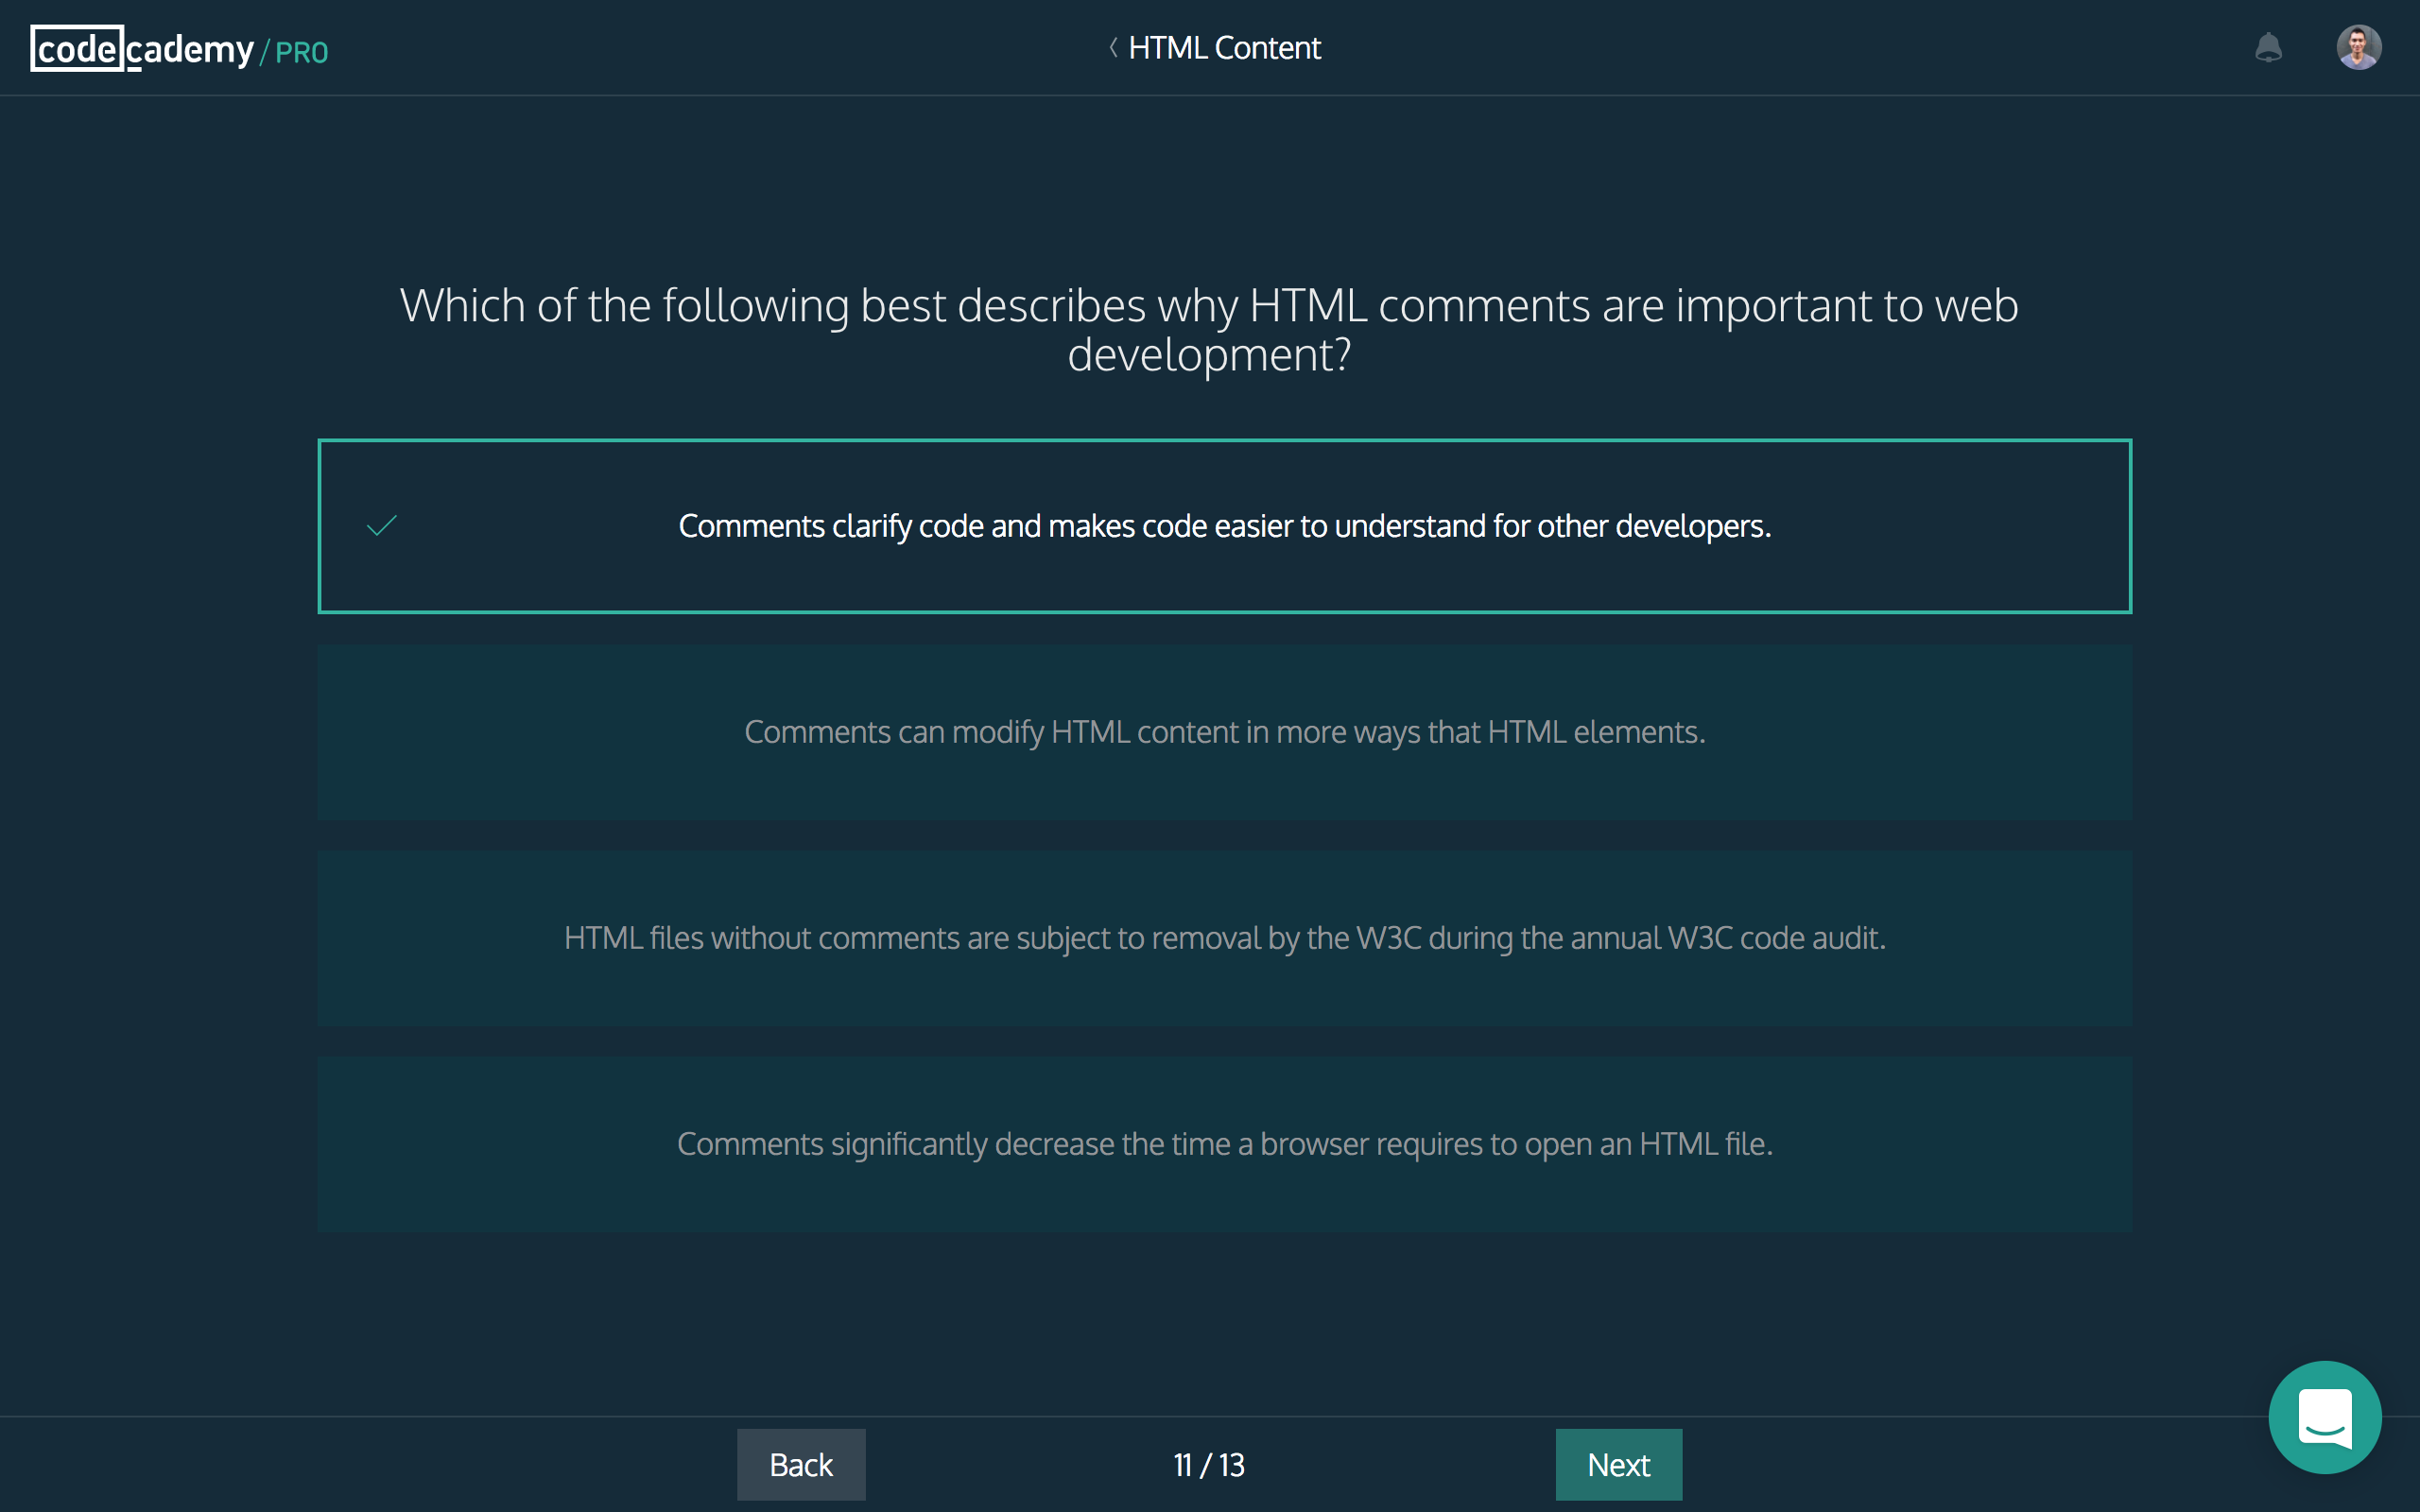 codecademy/PRO
HTML Content
Which of the following best describes why HTML comments are important to web
development?
Comments clarify code and makes code easier to understand for other developers.
Comments can modify HTML content in more ways that HTML elements.
HTML files without comments are subject to removal by the W3C during the annual W3C code audit.
Comments significantly decrease the time a browser requires to open an HTML file.
Back
11 / 13
Next